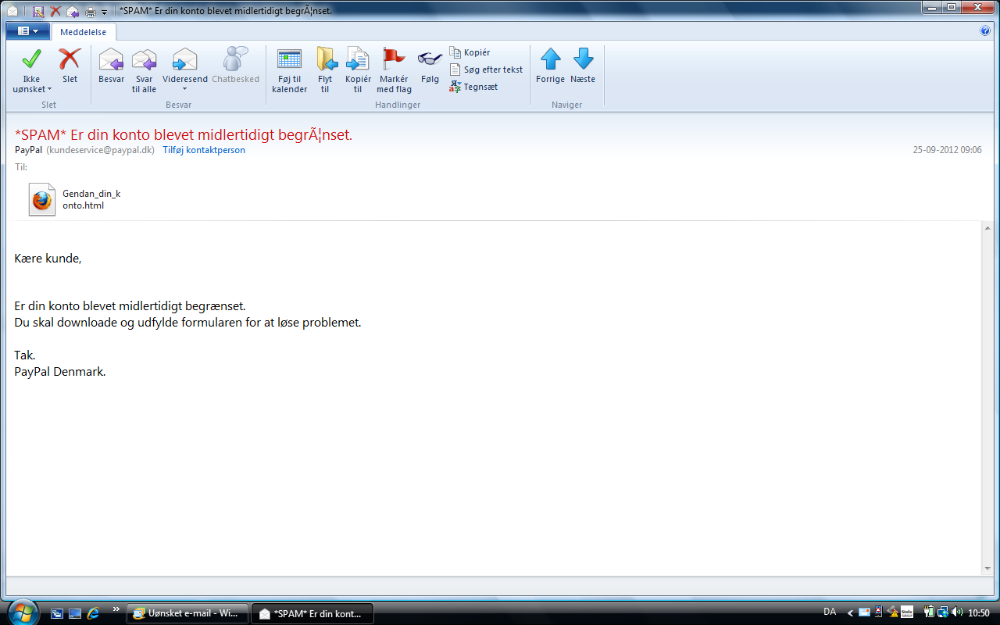 *SPAM* Er din konto blevet midlertidigt begrÃ¦nset.
Meddelelse
Ikke
uønsket
Slet
Besvar
Svar
til alle
Videresend
Chatbesked
Føj til
kalender
Flyt
til
Kopiér
til
Markér
med flag
Følg
Kopiér
Søg efter tekst
Tegnsæt
Forrige
Næste
Slet
Besvar
Handlinger
Naviger
*SPAM* Er din konto blevet midlertidigt begrÃ¦nset.
PayPal (kundeservice@paypal.dk) Tilføj kontaktperson
25-09-2012 09:06
Til:
Gendan_din_k
onto.html
Kære kunde,
Er din konto blevet midlertidigt begrænset.
Du skal downloade og udfylde formularen for at løse problemet.
Tak.
PayPal Denmark.
Uønsket e-mail - Wi...
*SPAM* Er din kont...
DA
Stofa
10:50